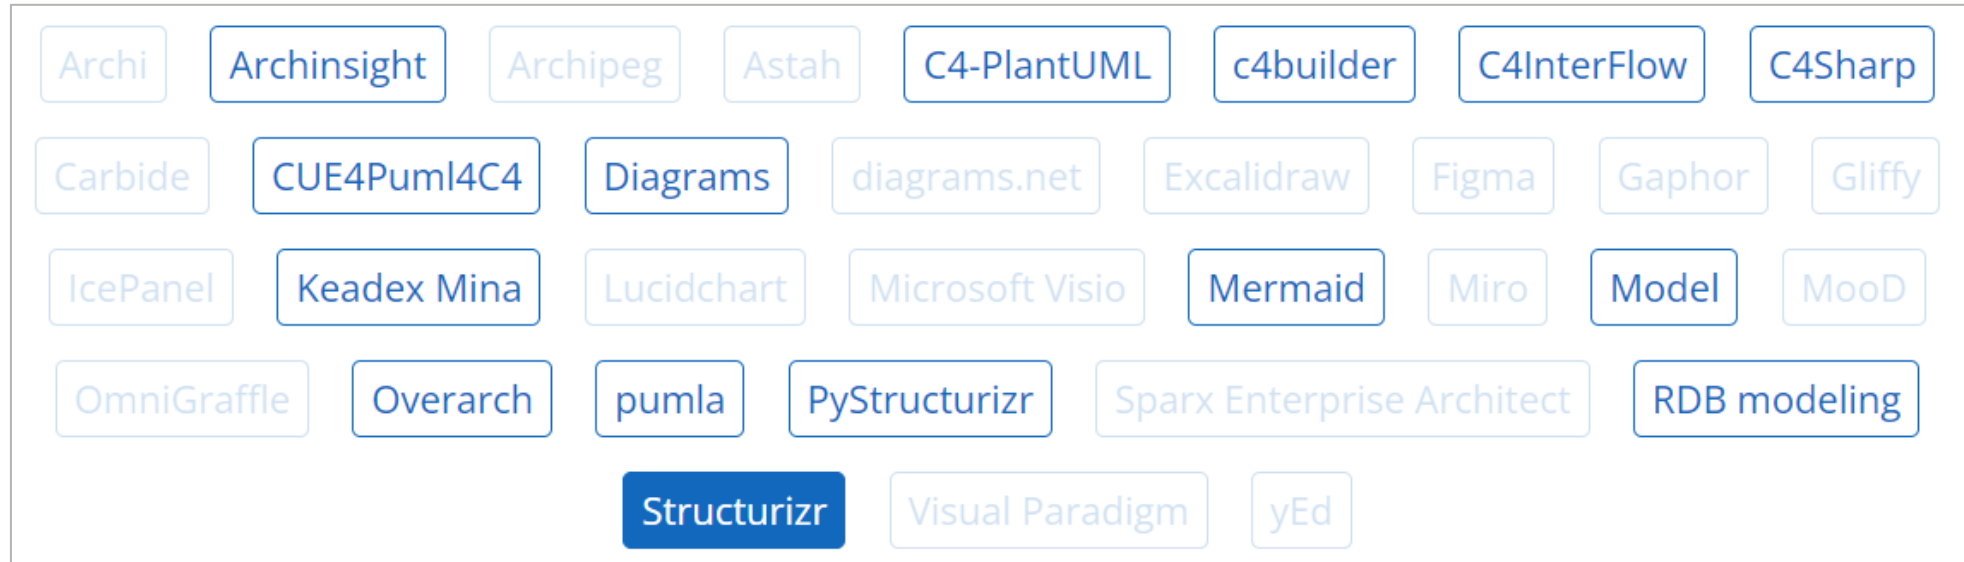 Archi Archinsight Archipeg Astah C4-PlantUML c4builder C4InterFlow C4Sharp
Carbide CUE4Puml4C4 Diagrams diagrams.net Excalidraw Figma Gaphor Gliffy
IcePanel Keadex Mina Lucidchart Microsoft Visio Mermaid Miro Model MooD
OmniGraffle Overarch pumla PyStructurizr Sparx Enterprise Architect RDB modeling
Structurizr Visual Paradigm yEd